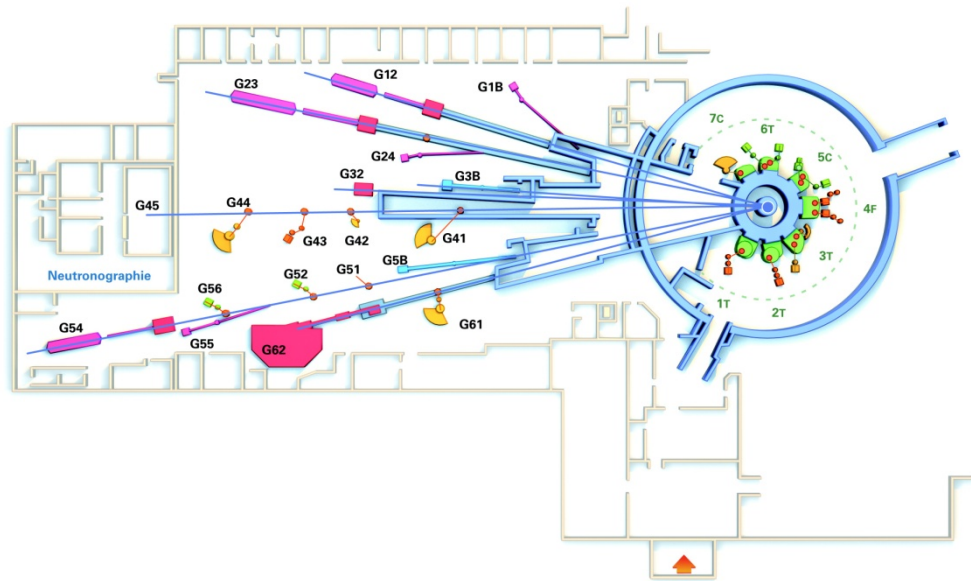 G12
G23
G1B
7C
6T
5C
G24
G3B
G32
G45
G44
G43
G42
G41
4F
3T
Neutronographie
G5B
G51
G52
G56
1T
2T
G61
G54
G55
G62